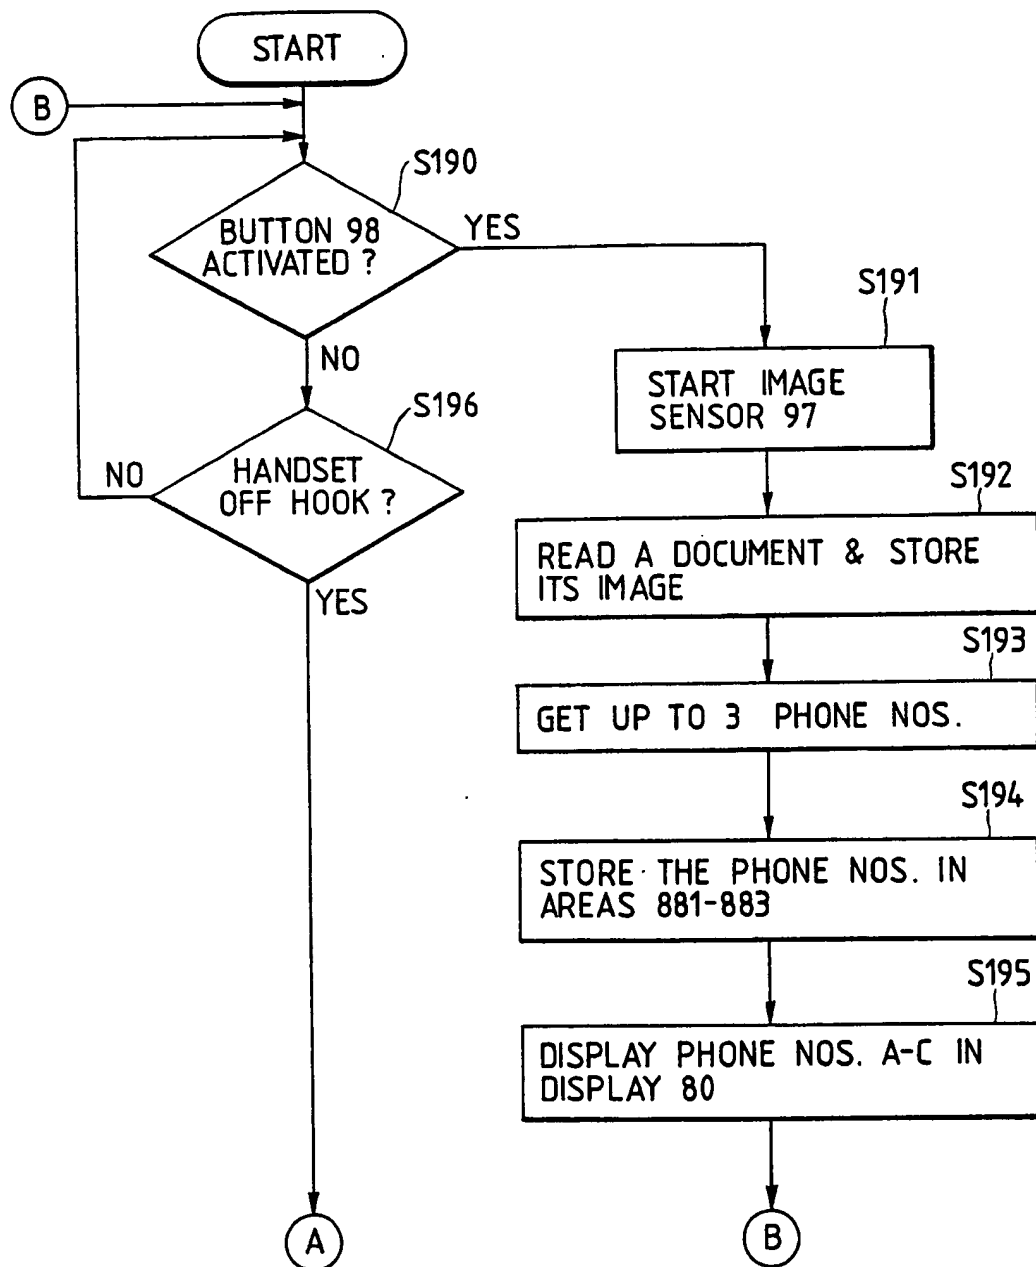 START
B
S190
BUTTON 98
ACTIVATED ?
YES
NO
S191
START IMAGE
SENSOR 97
S196
HANDSET
OFF HOOK ?
NO
YES
S192
READ A DOCUMENT & STORE
ITS IMAGE
S193
GET UP TO 3 PHONE NOS.
S194
STORE THE PHONE NOS. IN
AREAS 881-883
S195
DISPLAY PHONE NOS. A-C IN
DISPLAY 80
A
B